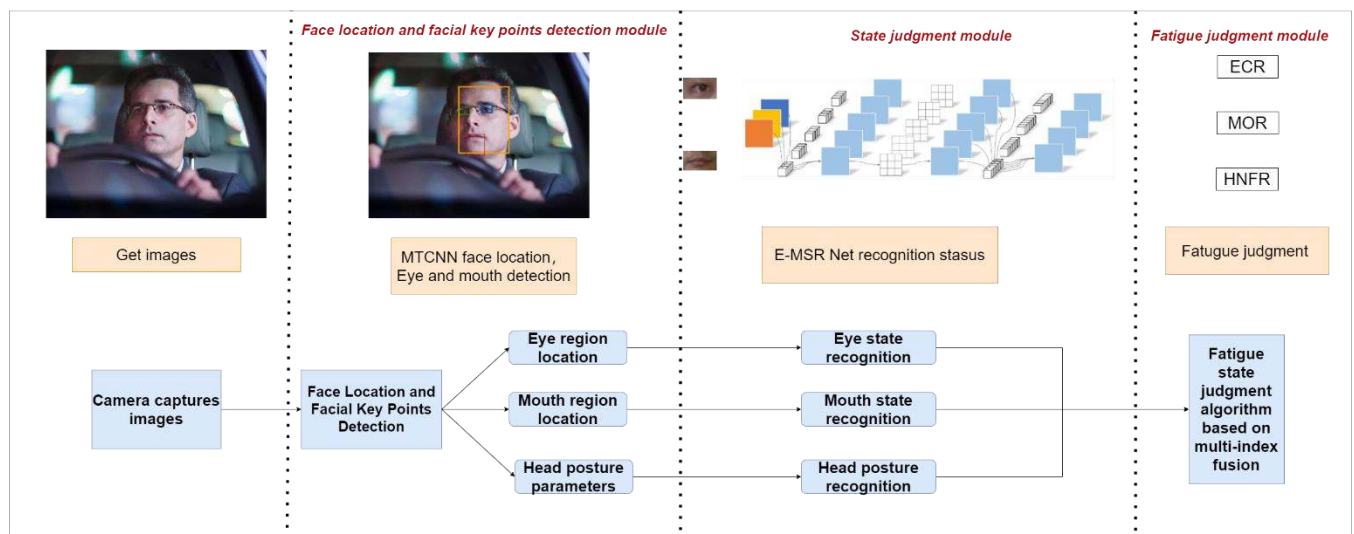 Face location and facial key points detection module
State judgment module
Fatigue judgment module
ECR
MOR
HNFR
Get images
MTCNN face location,
Eye and mouth detection
E-MSR Net recognition stasus
Fatugue judgment
Camera captures
images
Face Location and
Facial Key Points
Detection
Eye region
location
Mouth region
location
Head posture
parameters
Eye state
recognition
Mouth state
recognition
Head posture
recognition
Fatigue
state
judgment
algorithm
based on
multi-index
fusion